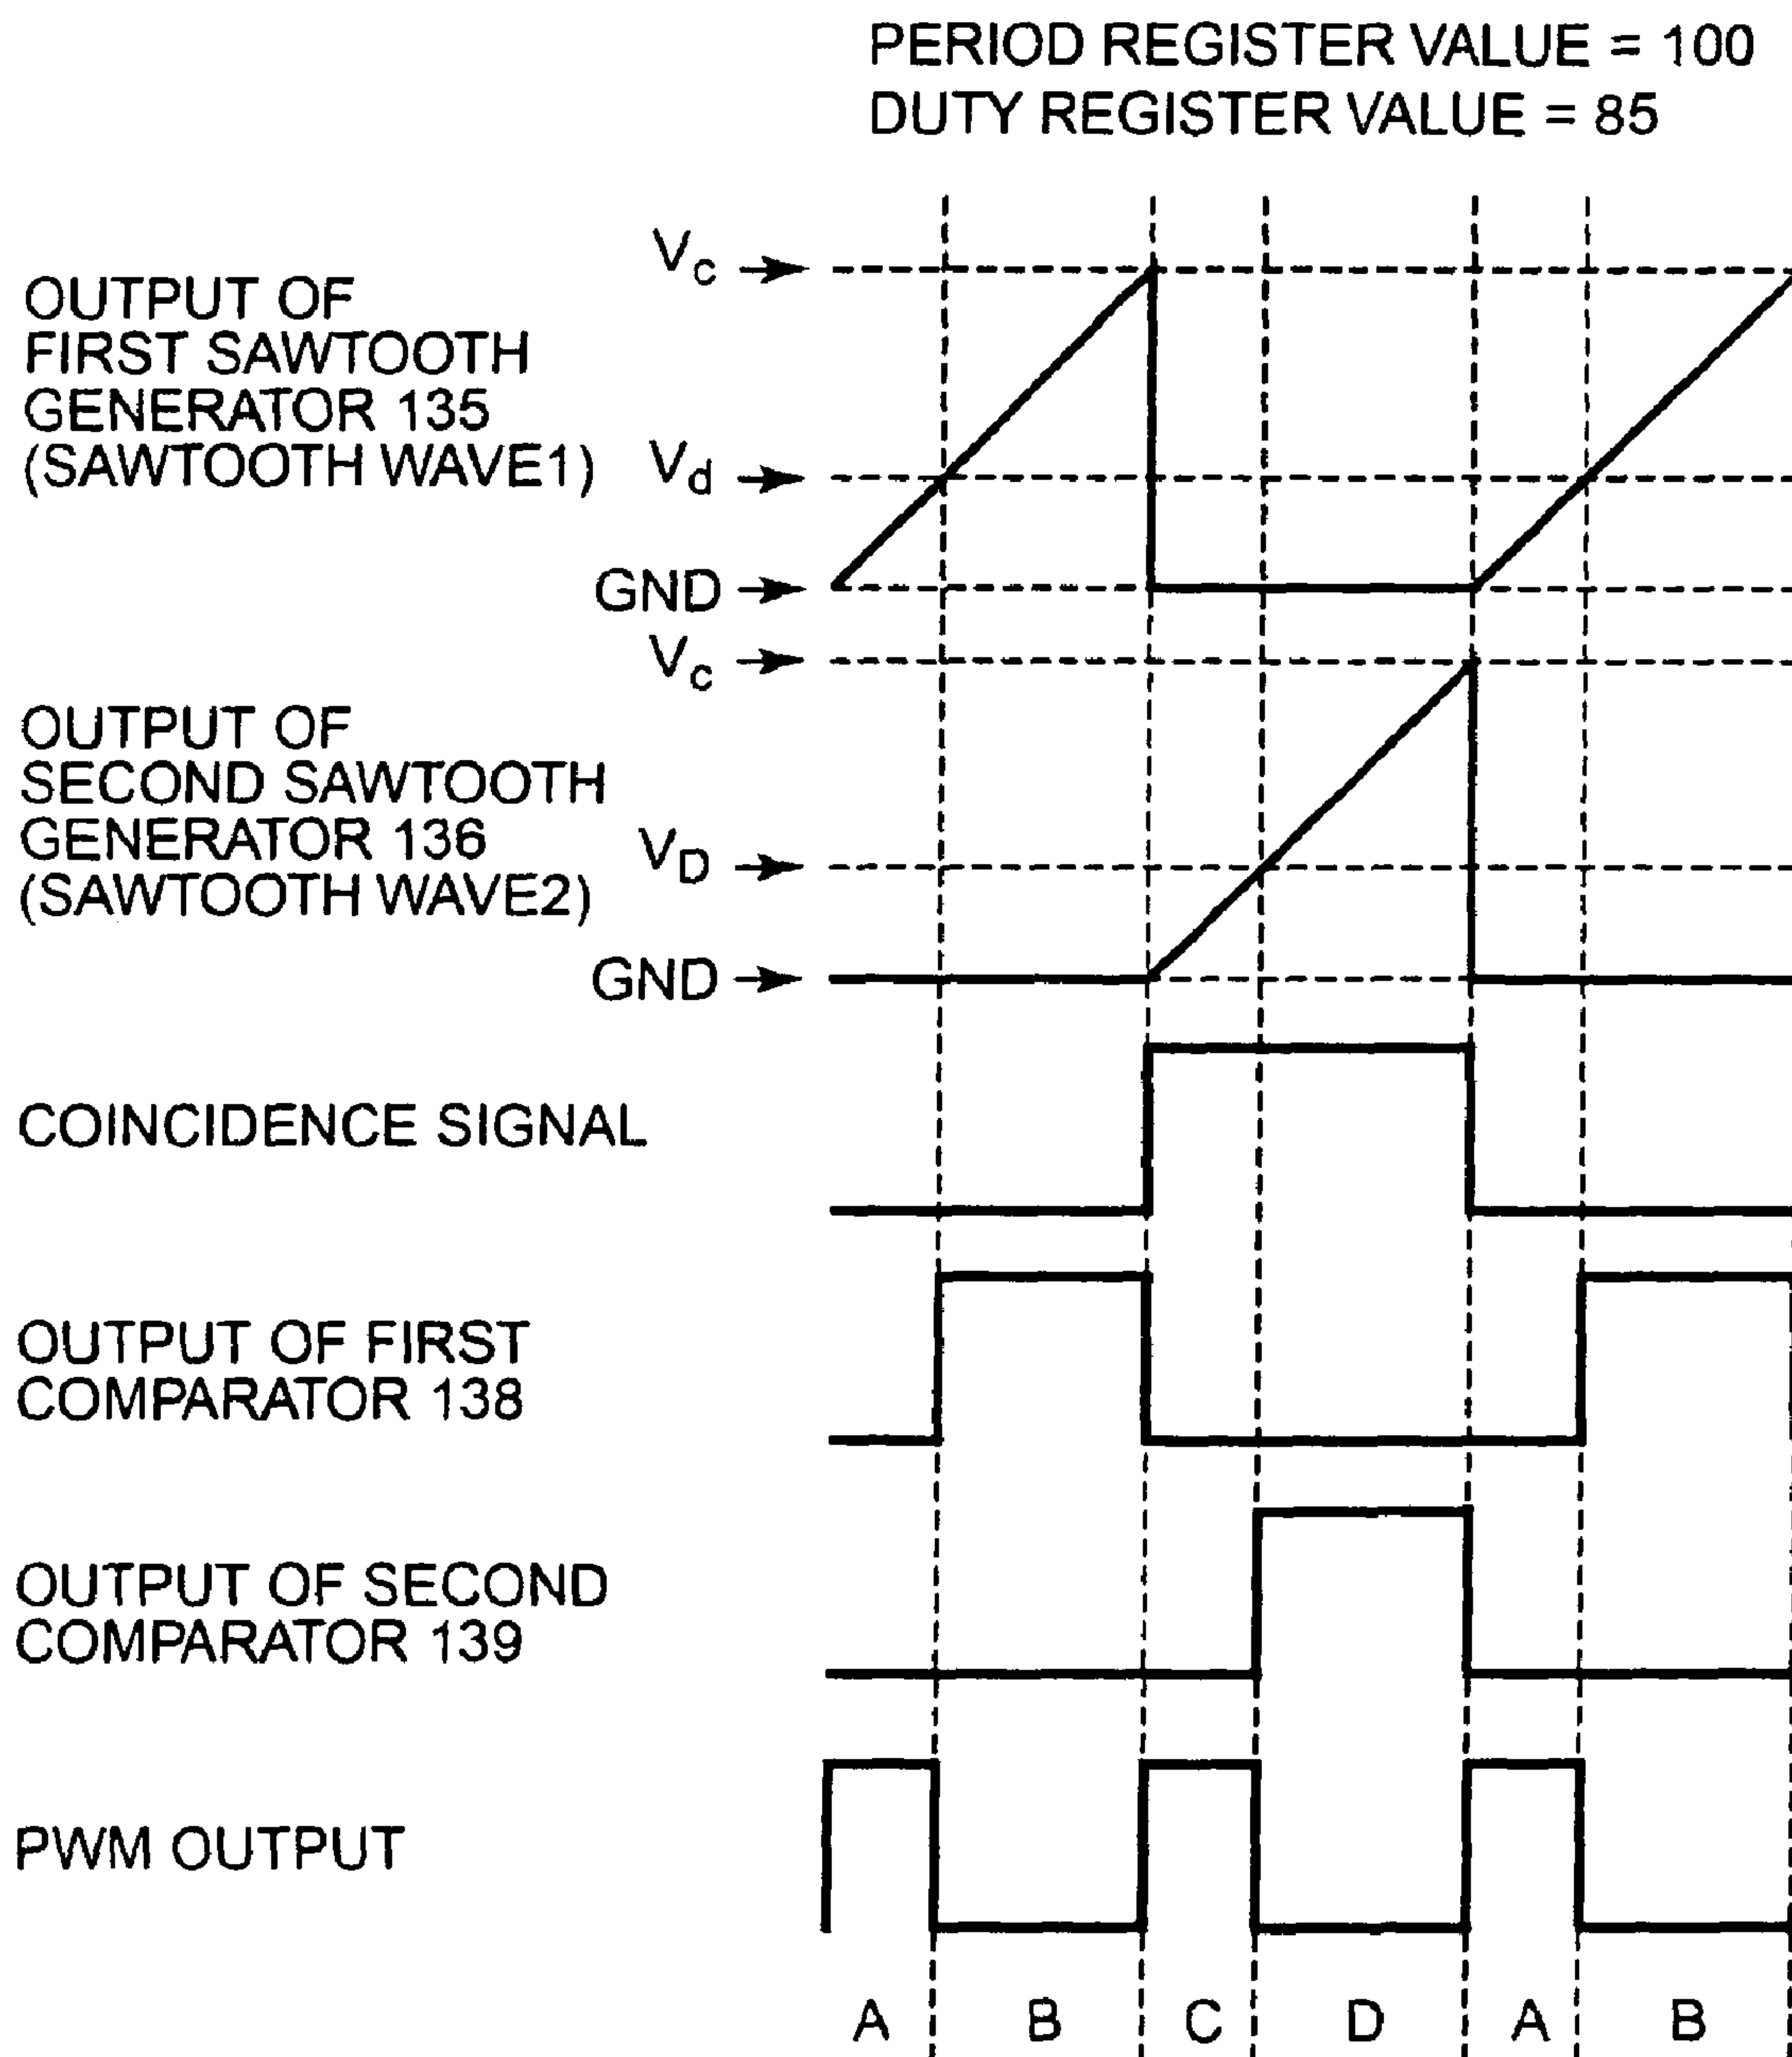 PERIOD REGISTER VALUE = 100
DUTY REGISTER VALUE = 85
Vc
OUTPUT OF
FIRST SAWTOOTH
GENERATOR 135
(SAWTOOTH WAVE1)
Vd
GND
Vc
OUTPUT OF
SECOND SAWTOOTH
GENERATOR 136
(SAWTOOTH WAVE2)
VD
GND
COINCIDENCE SIGNAL
OUTPUT OF FIRST
COMPARATOR 138
OUTPUT OF SECOND
COMPARATOR 139
PWM OUTPUT
A B C D A B